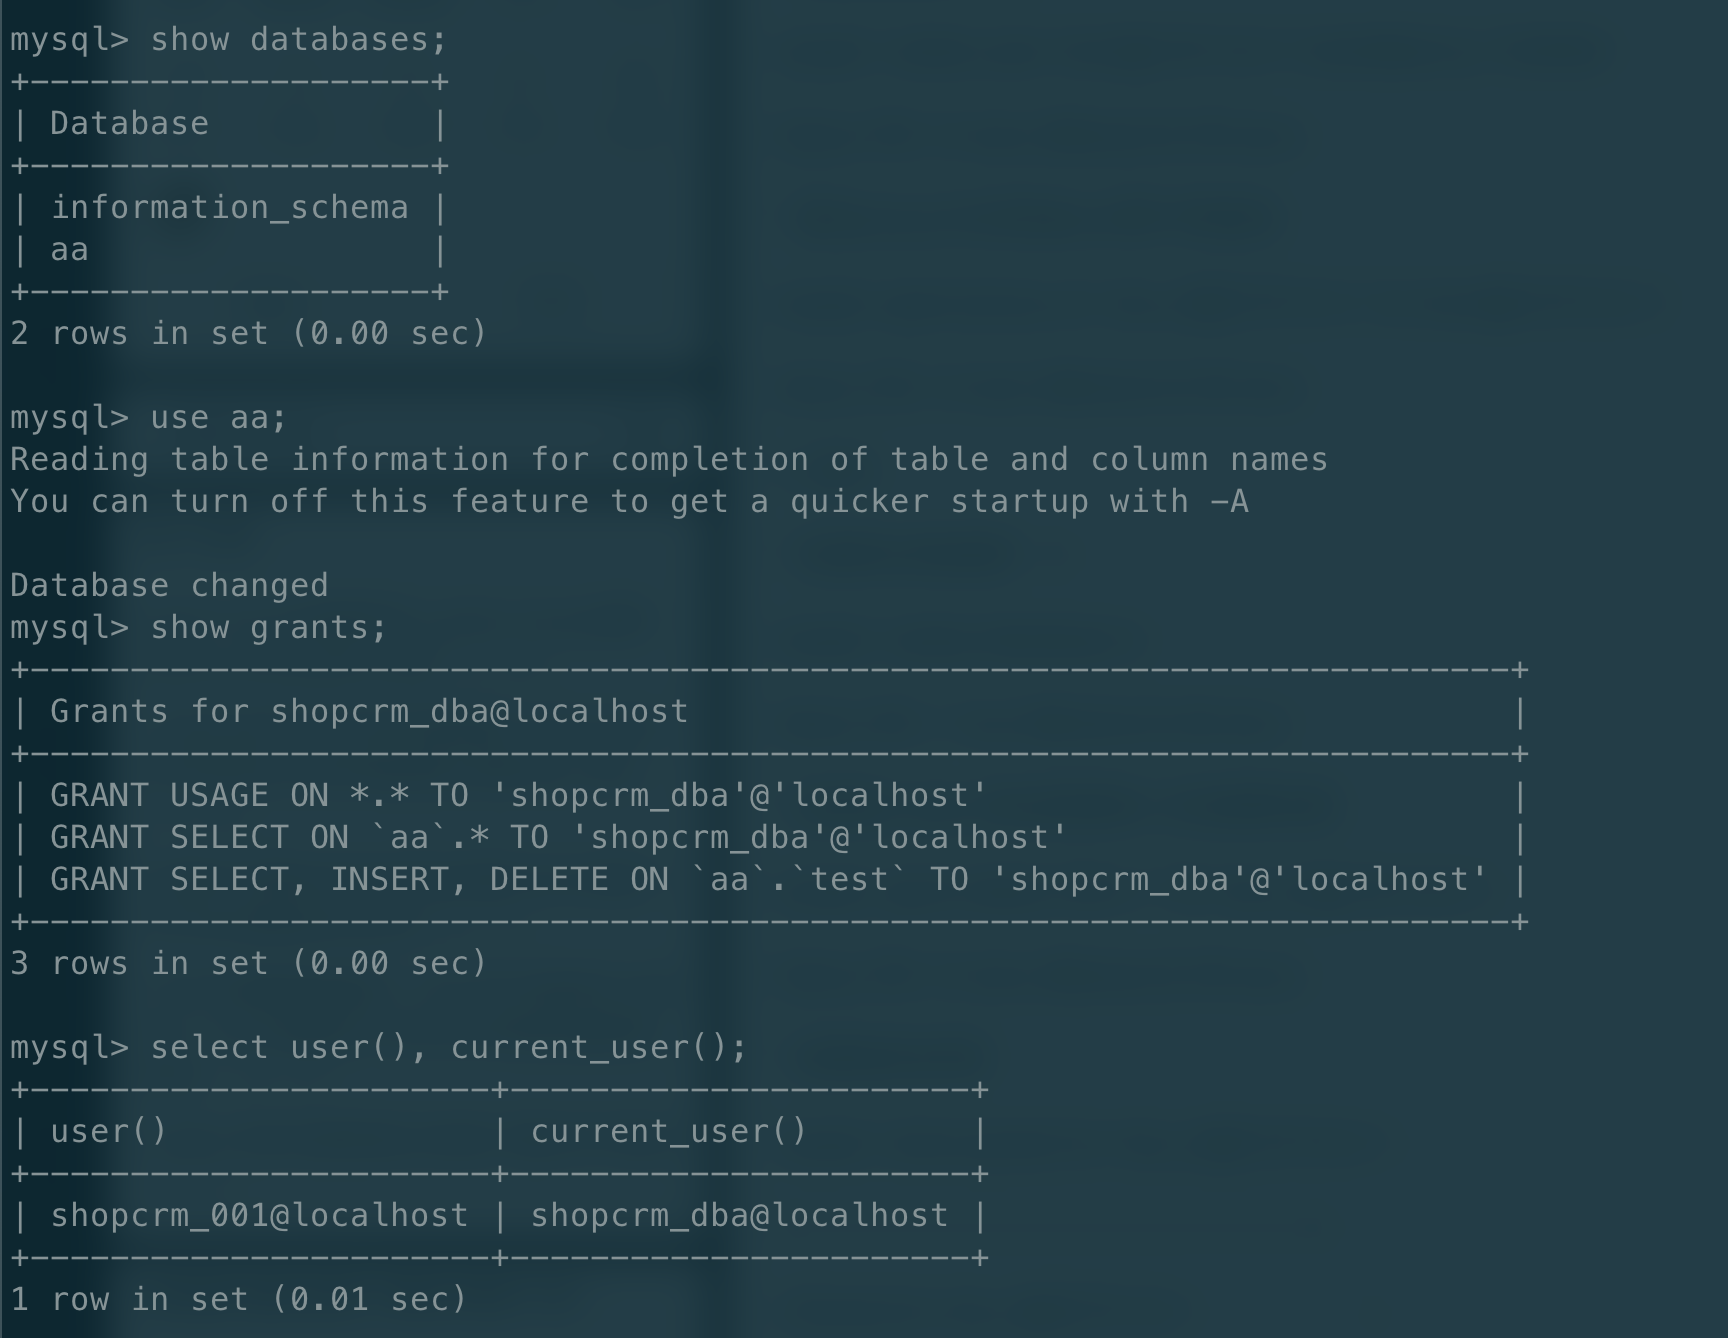 mysql> show databases;
+--------------------+
| Database           |
+--------------------+
| information_schema |
| aa                 |
+--------------------+
2 rows in set (0.00 sec)

mysql> use aa;
Reading table information for completion of table and column names
You can turn off this feature to get a quicker startup with -A

Database changed
mysql> show grants;
+--------------------------------------------------------------------------+
| Grants for shopcrm_dba@localhost                                         |
+--------------------------------------------------------------------------+
| GRANT USAGE ON *.* TO 'shopcrm_dba'@'localhost'                          |
| GRANT SELECT ON `aa`.* TO 'shopcrm_dba'@'localhost'                      |
| GRANT SELECT, INSERT, DELETE ON `aa`.`test` TO 'shopcrm_dba'@'localhost' |
+--------------------------------------------------------------------------+
3 rows in set (0.00 sec)

mysql> select user(), current_user();
+-----------------------+-----------------------+
| user()                | current_user()        |
+-----------------------+-----------------------+
| shopcrm_001@localhost | shopcrm_dba@localhost |
+-----------------------+-----------------------+
1 row in set (0.01 sec)